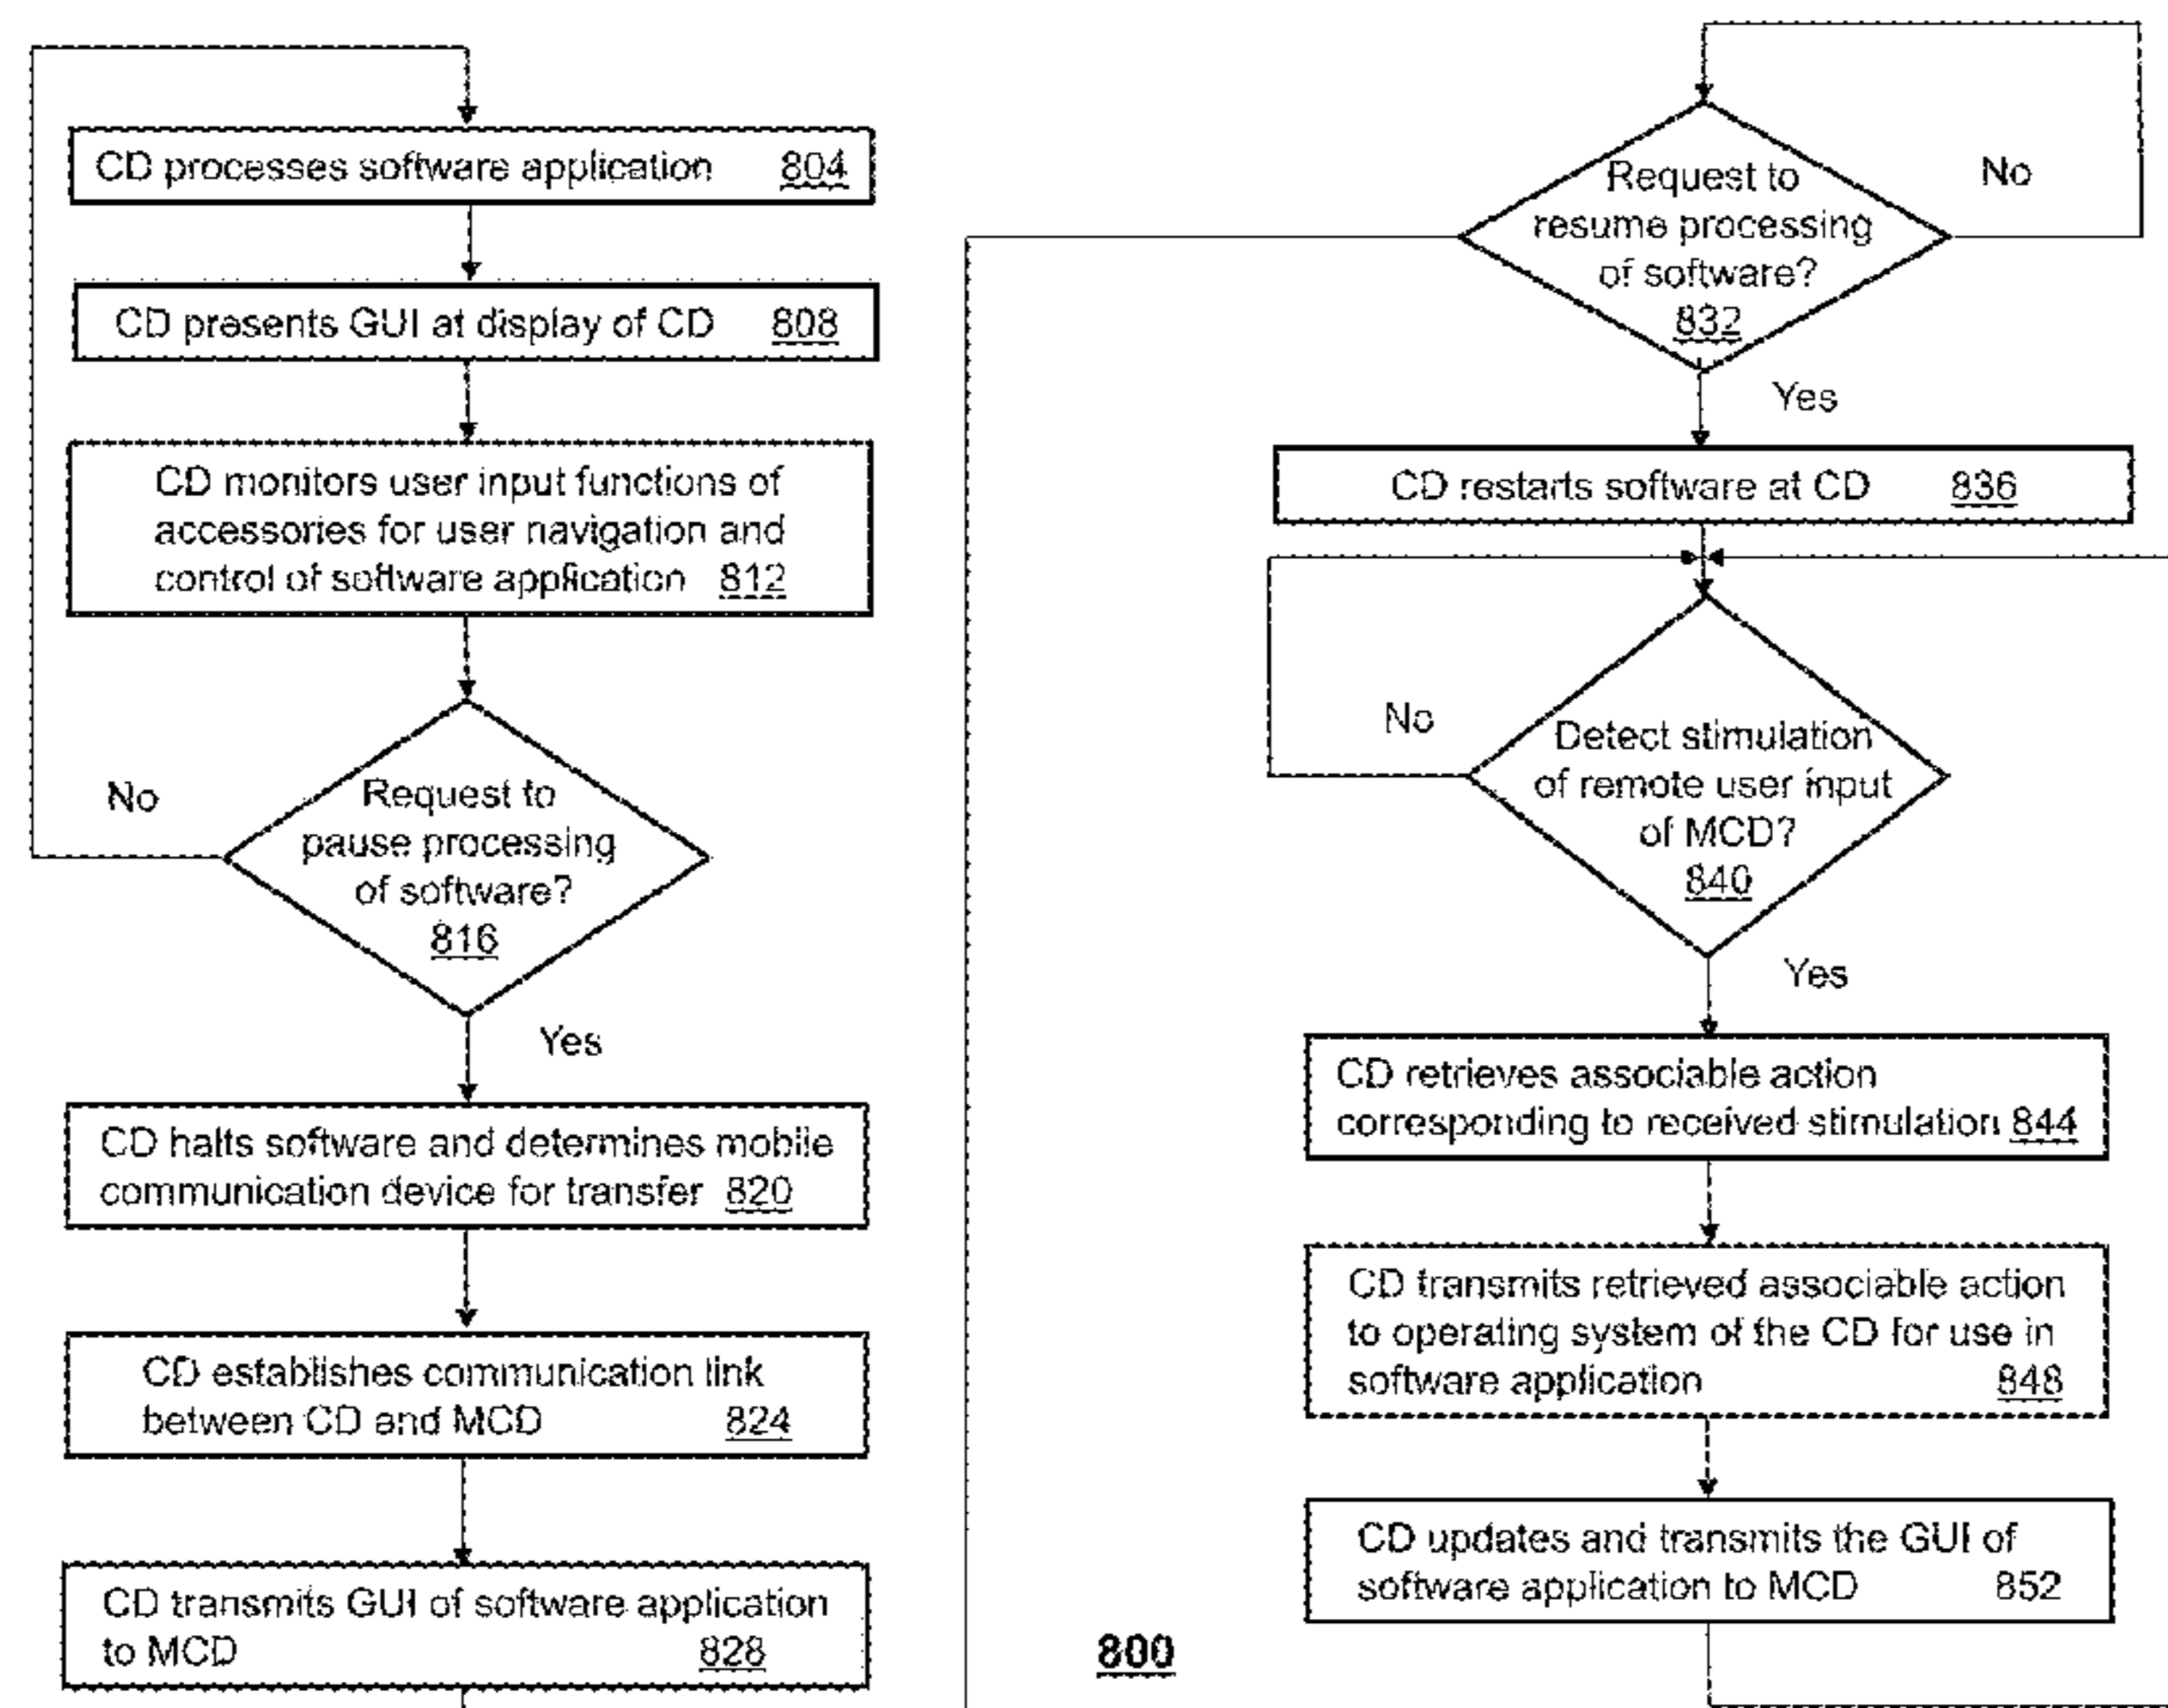 CD processes software application 804
CD presents GUI at display of CD 808
CD monitors user input functions of
accessories for user navigation and
control of software application 812
No
Request to
pause processing
of software?
816
Yes
CD halts software and determines mobile
communication device for transfer 820
CD establishes communication link
between CD and MCD 824
CD transmits GUI of software application
to MCD 828
Request to
resume processing
of software?
832
No
Yes
CD restarts software at CD 836
No
Detect stimulation
of remote user input
of MCD?
840
Yes
CD retrieves associable action
corresponding to received stimulation 844
CD transmits retrieved associable action
to operating system of the CD for use in
software application 848
CD updates and transmits the GUI of
software application to MCD 852
800